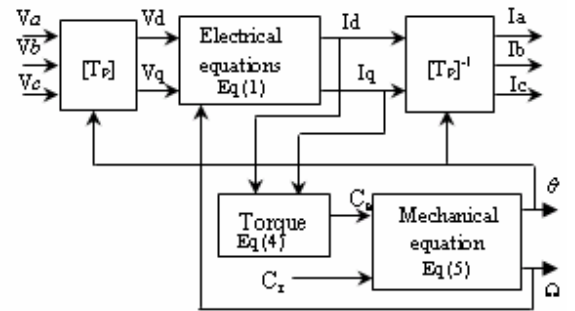 Va Vd Electrical Id Ia
Vb equations Ib
[Tp] Eq(1) [Tp]-1
Vc Vq Iq Ic
Torque
Eq(4)
Ce
Mechanical
equation
Eq(5)
θ
Cr
Ω